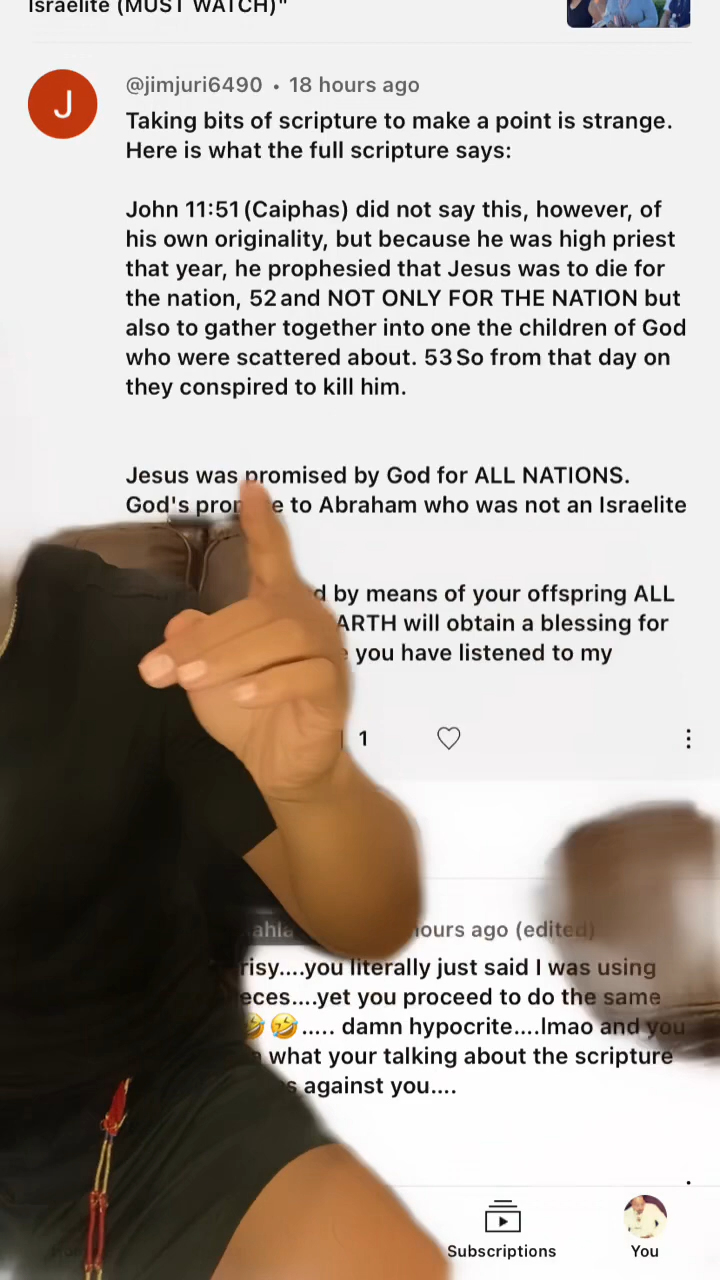 Israelite (MUST WATCH)"
J
@jimjuri6490 • 18 hours ago
Taking bits of scripture to make a point is strange.
Here is what the full scripture says:
John 11:51 (Caiphas) did not say this, however, of
his own originality, but because he was high priest
that year, he prophesied that Jesus was to die for
the nation, 52 and NOT ONLY FOR THE NATION but
also to gather together into one the children of God
who were scattered about. 53 So from that day on
they conspired to kill him.
Jesus was promised by God for ALL NATIONS.
God's to Abraham who was not an Israelite
by means of your offspring ALL
will obtain a blessing for
you have listened to my
1
ours ago (edited)
....you literally just said I was using
....yet you proceed to do the same
🤣 🤣..... damn hypocrite....lmao and you
what your talking about the scripture
against you....
Subscriptions
You